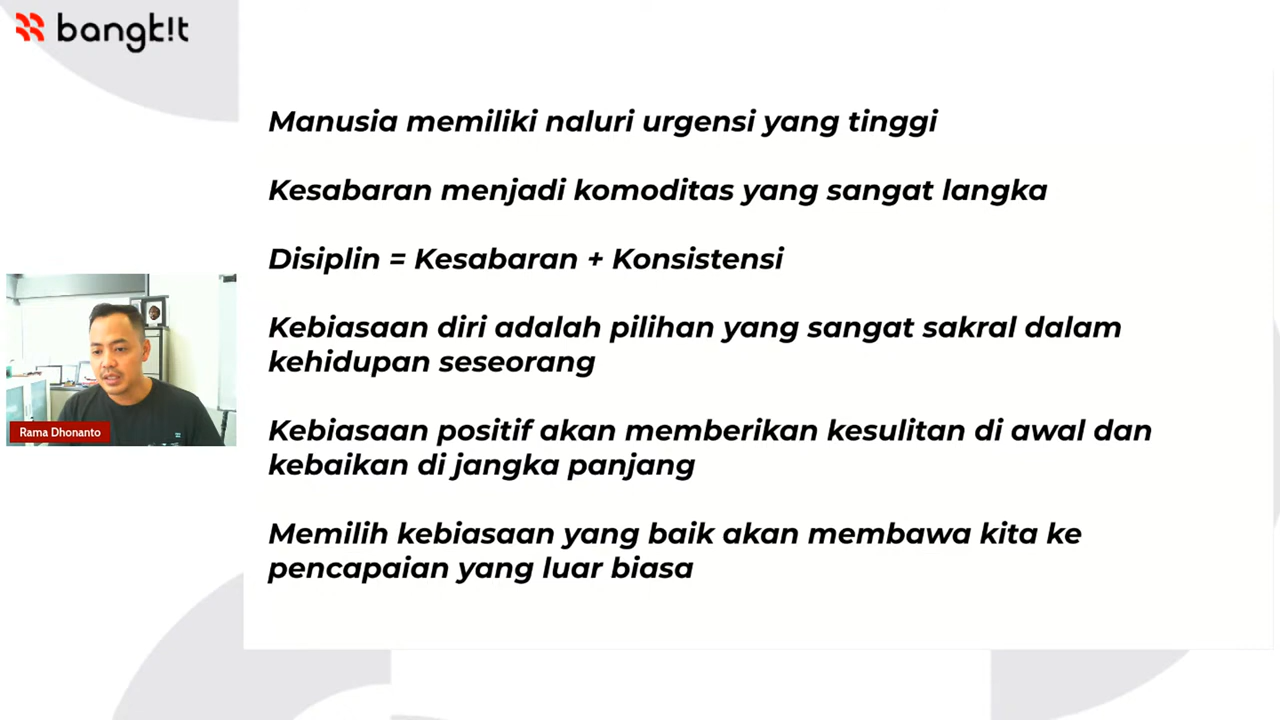 bangk!t
Manusia memiliki naluri urgensi yang tinggi
Kesabaran menjadi komoditas yang sangat langka
Disiplin = Kesabaran + Konsistensi
Kebiasaan diri adalah pilihan yang sangat sakral dalam
kehidupan seseorang
Kebiasaan positif akan memberikan kesulitan di awal dan
kebaikan di jangka panjang
Memilih kebiasaan yang baik akan membawa kita ke
pencapaian yang luar biasa
Rama Dhonanto